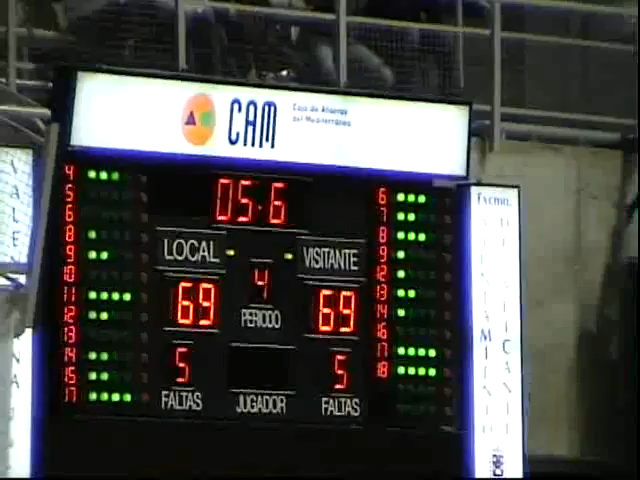 CAM
Caja de Ahorros
del Mediterráneo
05.6
LOCAL
VISITANTE
69
4
69
PERIODO
5
5
FALTAS
JUGADOR
FALTAS
4
5
6
8
9
10
11
12
13
14
15
17
6
7
8
9
12
13
14
16
17
18
Excmo.